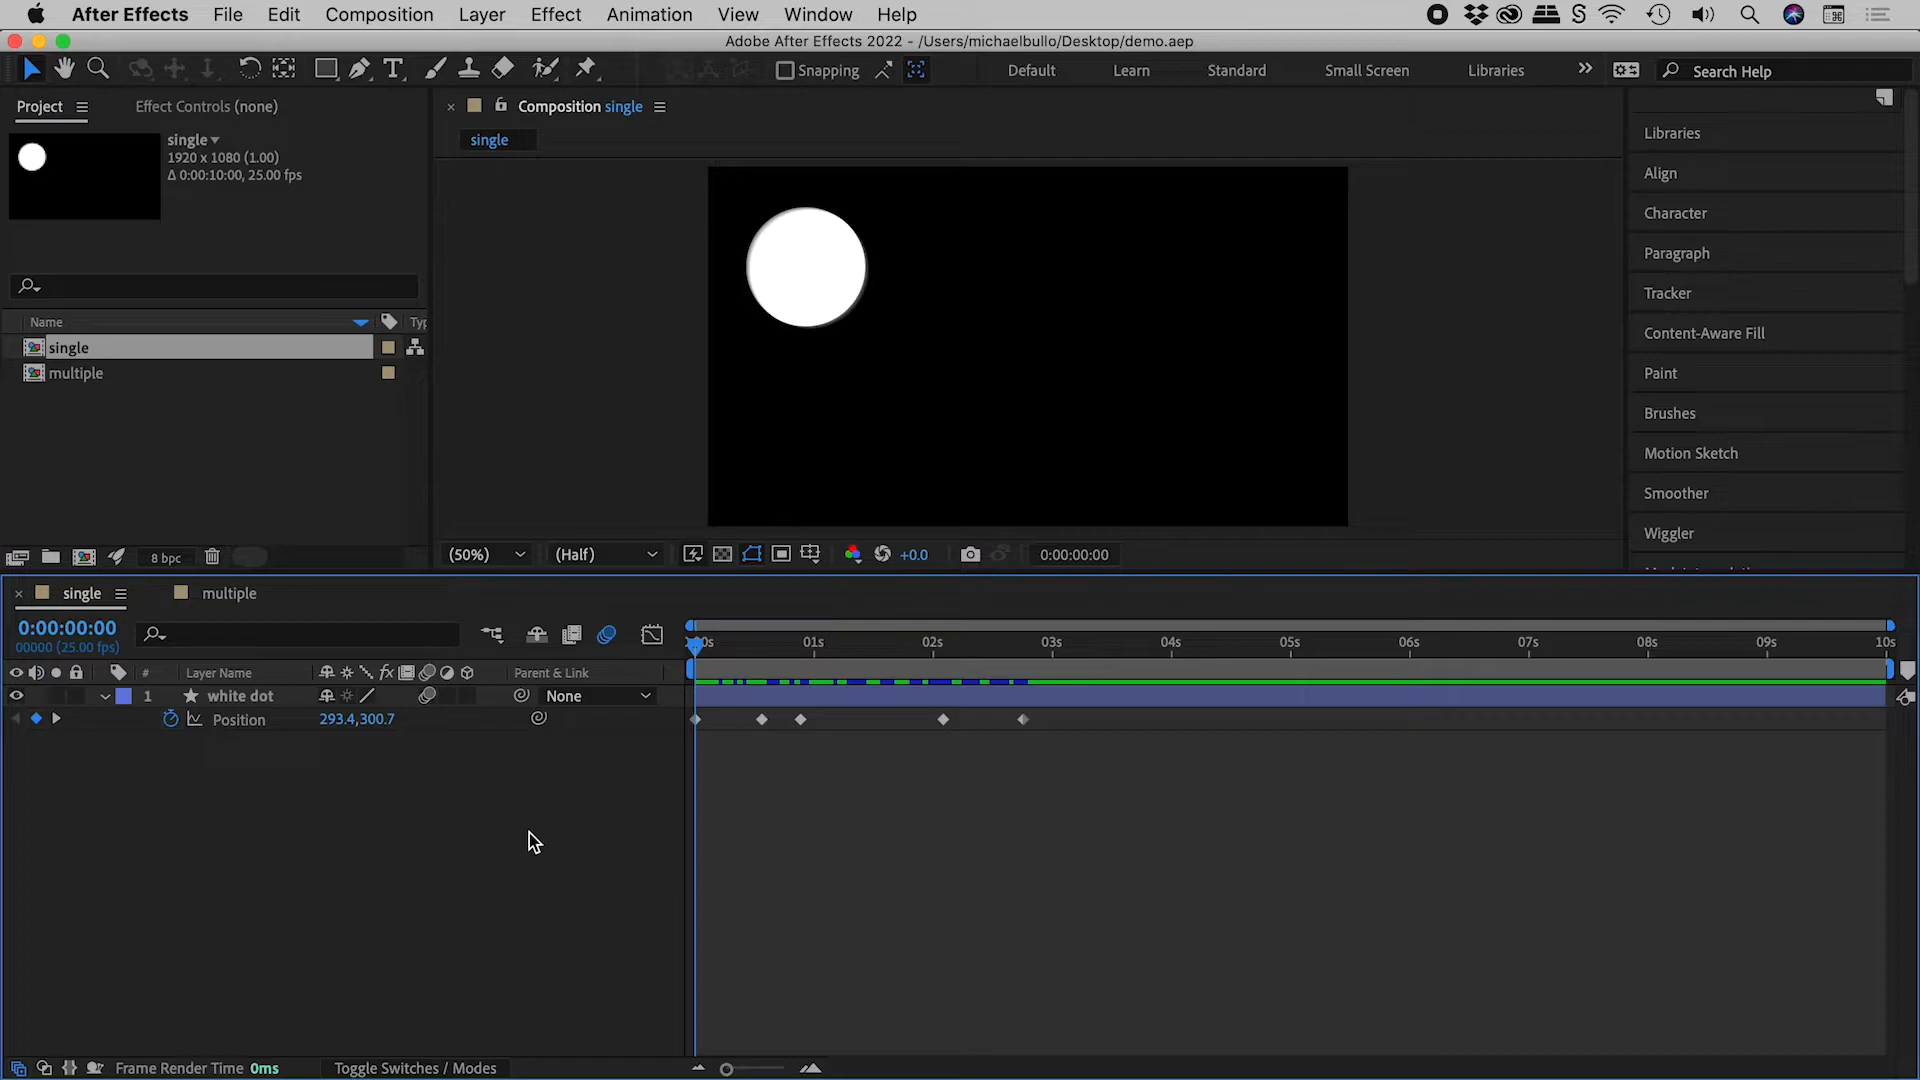 After Effects File Edit Composition Layer Effect Animation View Window Help
Adobe After Effects 2022 - /Users/michaelbullo/Desktop/demo.aep
Snapping Default Learn Standard Small Screen Libraries Search Help
Project Effect Controls (none)
Composition single
single
single
1920 x 1080 (1.00)
Δ 0:00:10:00, 25.00 fps
Name Typ
single
multiple
Libraries
Align
Character
Paragraph
Tracker
Content-Aware Fill
Paint
Brushes
Motion Sketch
Smoother
Wiggler
8 bpc
(50%) (Half) +0.0 0:00:00:00
single multiple
0:00:00:00
00000 (25.00 fps)
01s 02s 03s 04s 05s 06s 07s 08s 09s 10s
# Layer Name Parent & Link
1 white dot None
Position 293.4,300.7
Frame Render Time 0ms Toggle Switches / Modes